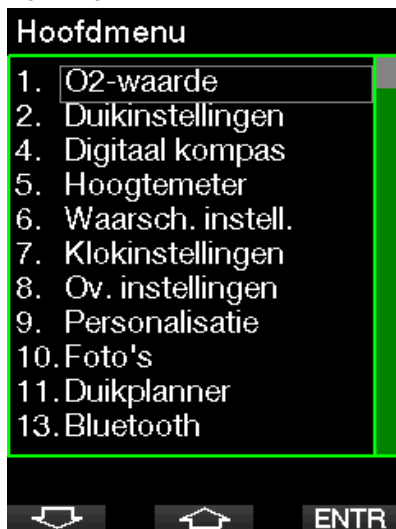 Hoofdmenu
1. O2-waarde
2. Duikinstellingen
4. Digitaal kompas
5. Hoogtemeter
6. Waarsch. instell.
7. Klokinstellingen
8. Ov. instellingen
9. Personalisatie
10. Foto's
11. Duikplanner
13. Bluetooth
ENTR